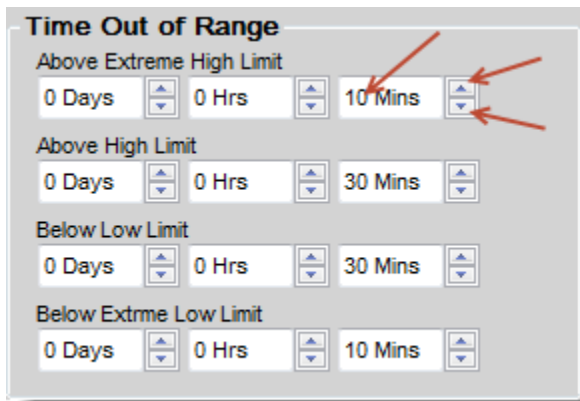 Time Out of Range
Above Extreme High Limit
0 Days 0 Hrs 10 Mins
Above High Limit
0 Days 0 Hrs 30 Mins
Below Low Limit
0 Days 0 Hrs 30 Mins
Below Extrme Low Limit
0 Days 0 Hrs 10 Mins